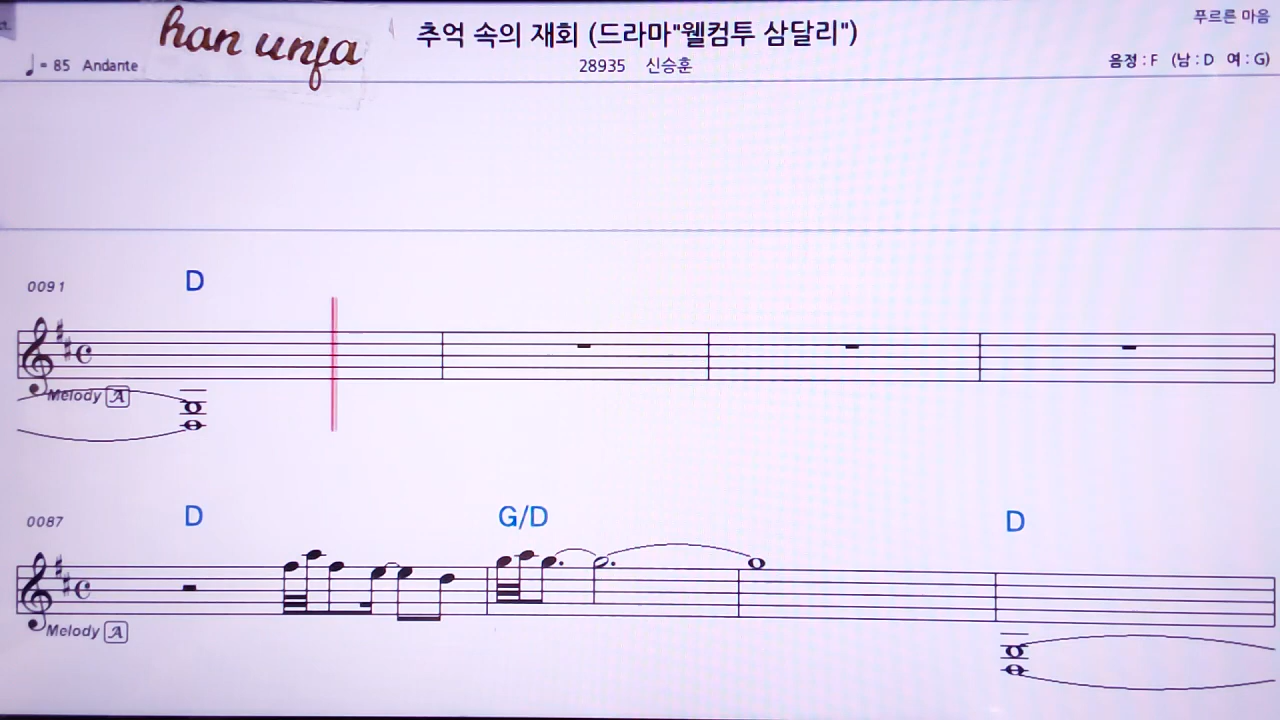 han unfa
추억 속의 재회 (드라마"웰컴투 삼달리")
푸르른 마음
♩= 85 Andante
28935 신승훈
음정 : F (남 : D 여 : G)
0091
D
Melody A
0087
D G/D D
Melody A